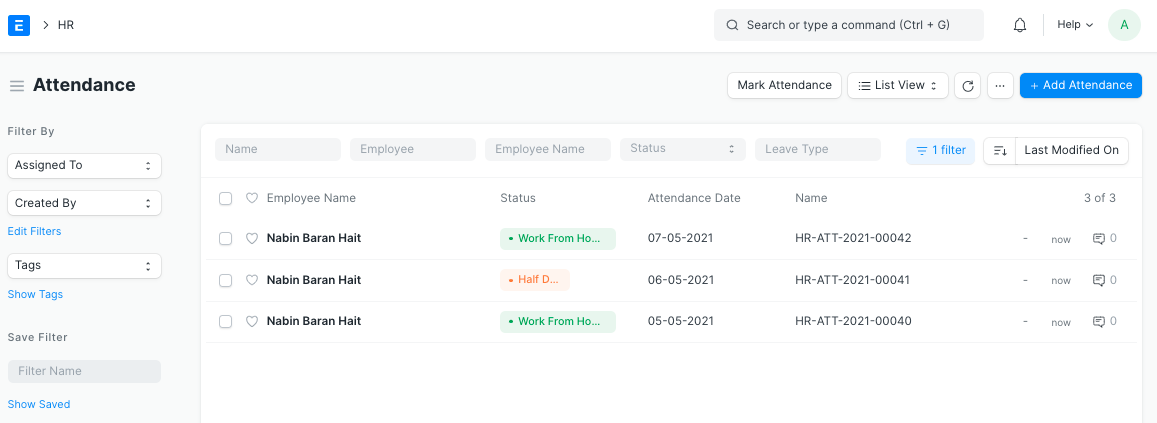 E
HR
Search or type a command (Ctrl + G)
Help
A
Attendance
Mark Attendance
List View
...
+ Add Attendance
Filter By
Assigned To
Created By
Edit Filters
Tags
Show Tags
Save Filter
Filter Name
Show Saved
Name
Employee
Employee Name
Status
Leave Type
1 filter
Last Modified On
Employee Name Status Attendance Date Name 3 of 3
Nabin Baran Hait Work From Ho... 07-05-2021 HR-ATT-2021-00042 - now 0
Nabin Baran Hait Half D... 06-05-2021 HR-ATT-2021-00041 - now 0
Nabin Baran Hait Work From Ho... 05-05-2021 HR-ATT-2021-00040 - now 0